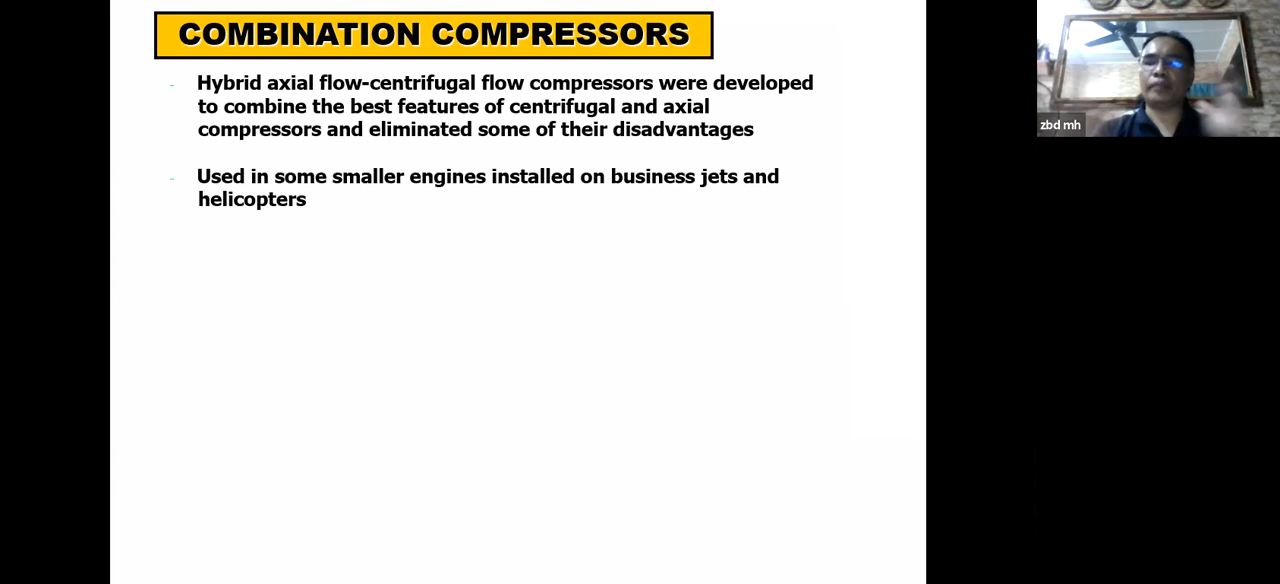 COMBINATION COMPRESSORS
- Hybrid axial flow-centrifugal flow compressors were developed
to combine the best features of centrifugal and axial
compressors and eliminated some of their disadvantages
- Used in some smaller engines installed on business jets and
helicopters
zbd mh